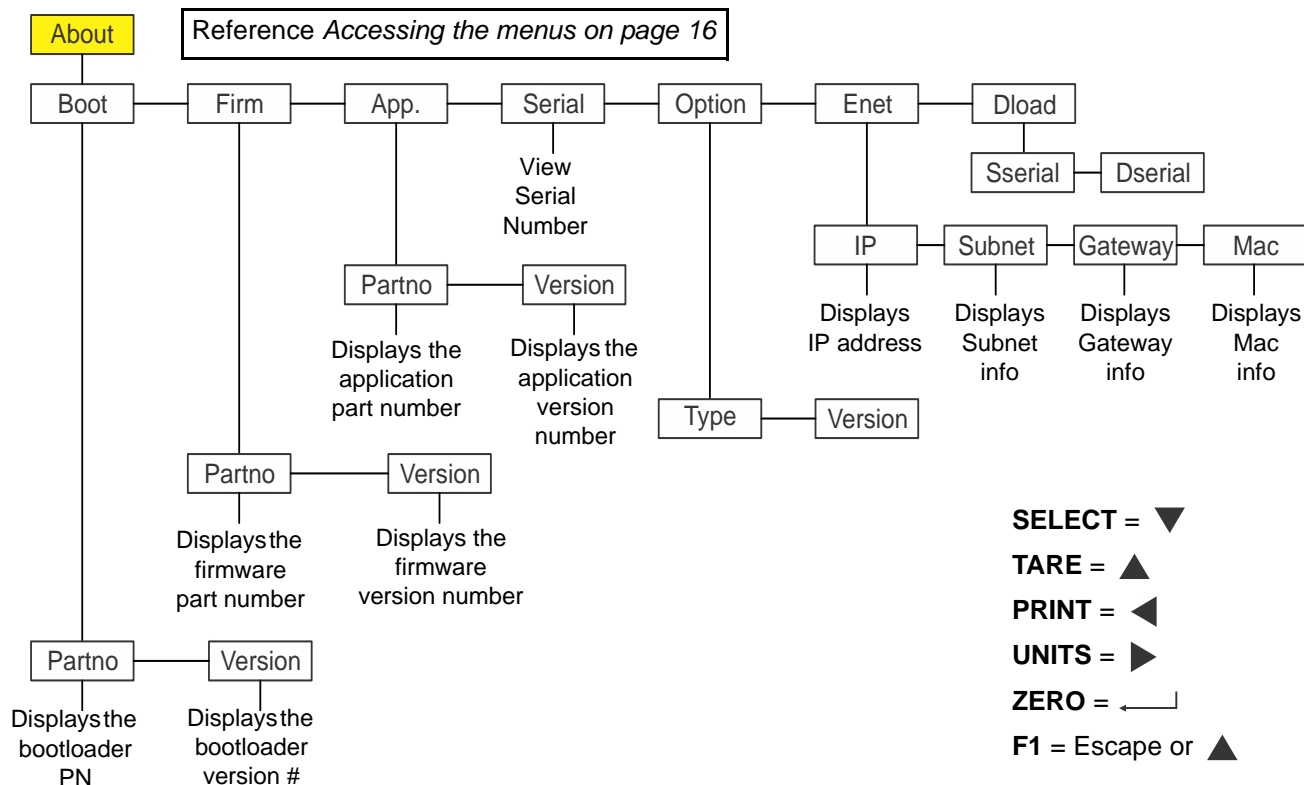 About
Reference Accessing the menus on page 16
Boot
Firm
App.
Serial
Option
Enet
Dload
View
Serial
Number
Sserial
Dserial
IP
Subnet
Gateway
Mac
Displays
IP address
Displays
Subnet
info
Displays
Gateway
info
Displays
Mac
info
Partno
Version
Displays the
application
part number
Displays the
application
version
number
Type
Version
Partno
Version
Displays the
firmware
part number
Displays the
firmware
version number
Partno
Version
Displays the
bootloader
PN
Displays the
bootloader
version #
SELECT = ▼
TARE = ▲
PRINT = ◀
UNITS = ▶
ZERO = ↵
F1 = Escape or ▲